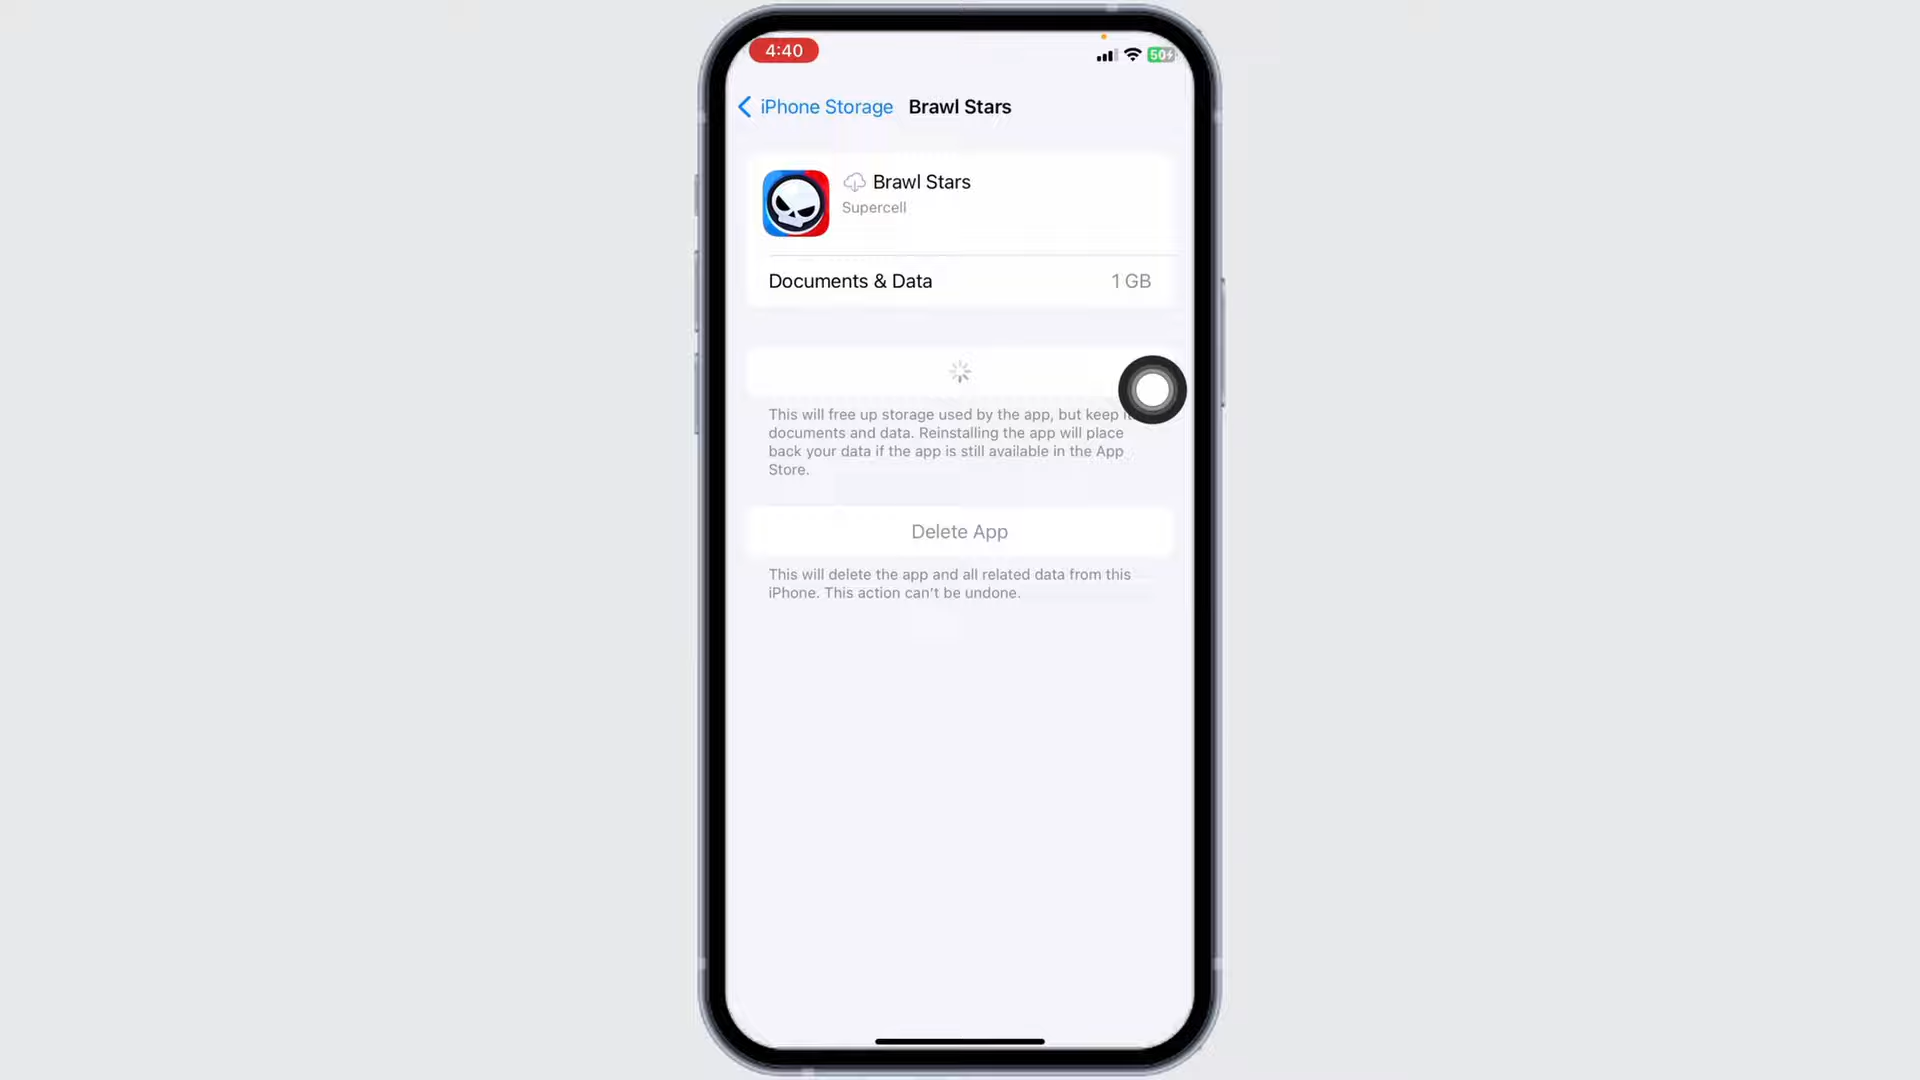 4:40
50
iPhone Storage Brawl Stars
Brawl Stars
Supercell
Documents & Data 1 GB
This will free up storage used by the app, but keep
documents and data. Reinstalling the app will place
back your data if the app is still available in the App
Store.
Delete App
This will delete the app and all related data from this
iPhone. This action can't be undone.